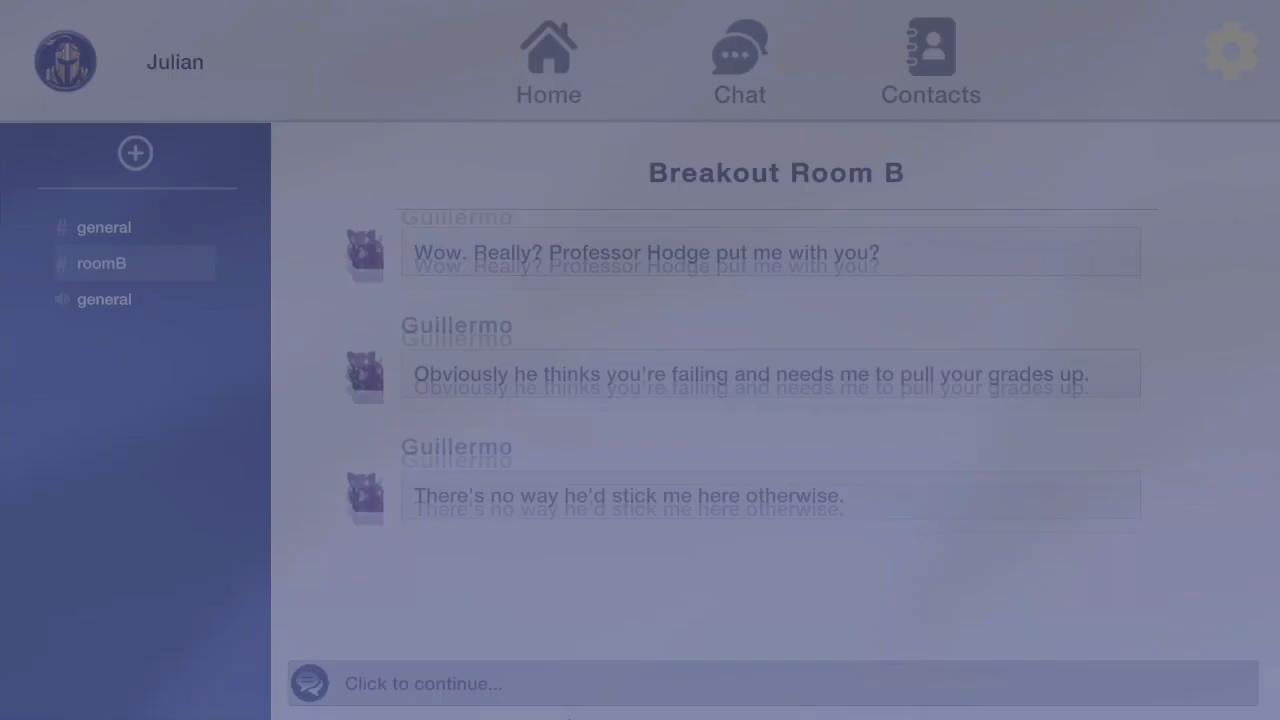 Julian
Home
Chat
Contacts
# general
# roomB
general
Breakout Room B
Guillermo
Wow. Really? Professor Hodge put me with you?
Guillermo
Obviously he thinks you're failing and needs me to pull your grades up.
Guillermo
There's no way he'd stick me here otherwise.
Click to continue...